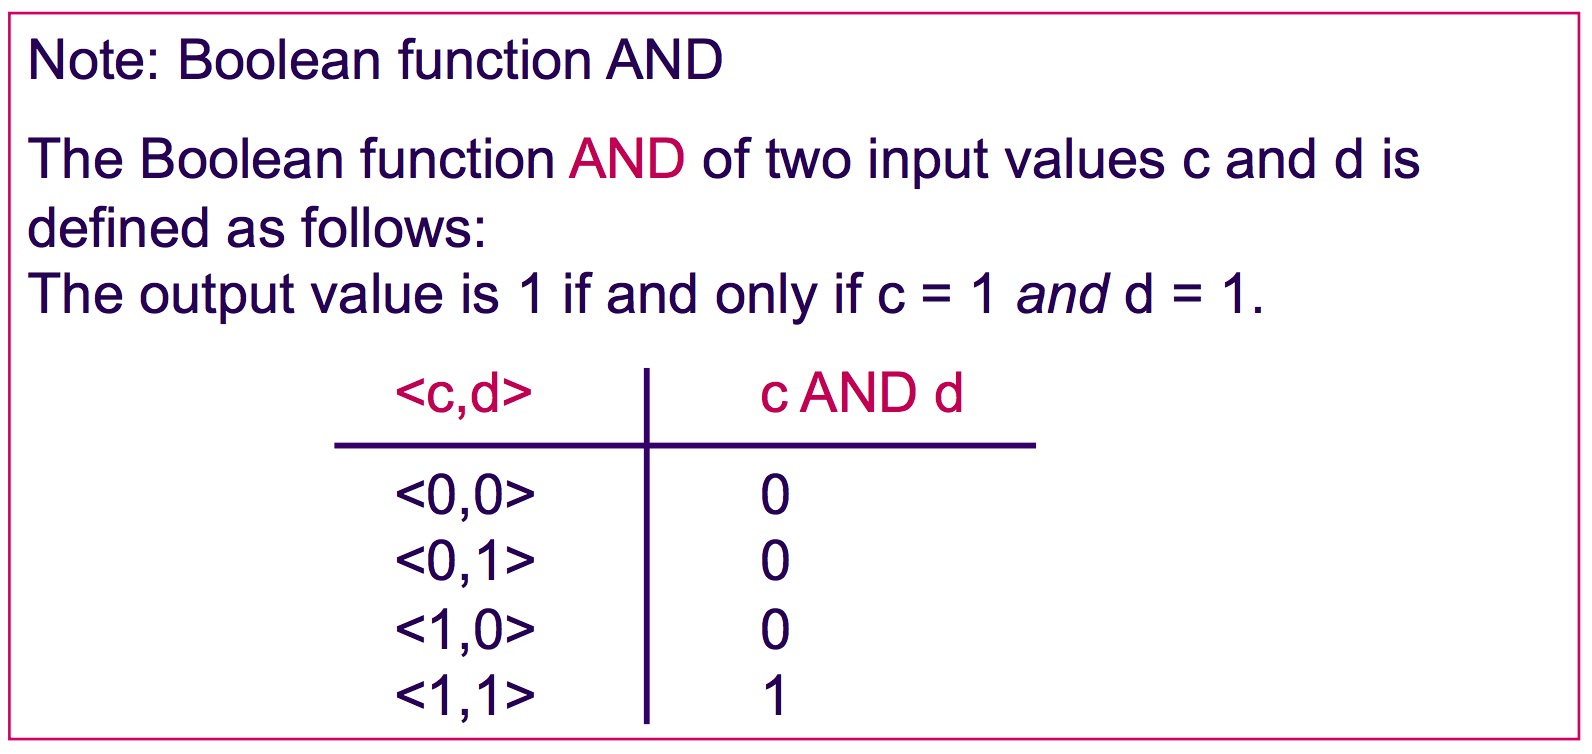 Note: Boolean function AND
The Boolean function AND of two input values c and d is
defined as follows:
The output value is 1 if and only if c = 1 and d = 1.
<c,d> c AND d
<0,0> 0
<0,1> 0
<1,0> 0
<1,1> 1